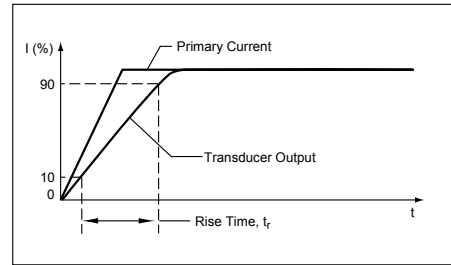 I (%)
Primary Current
90
Transducer Output
10
0
t
Rise Time, tr